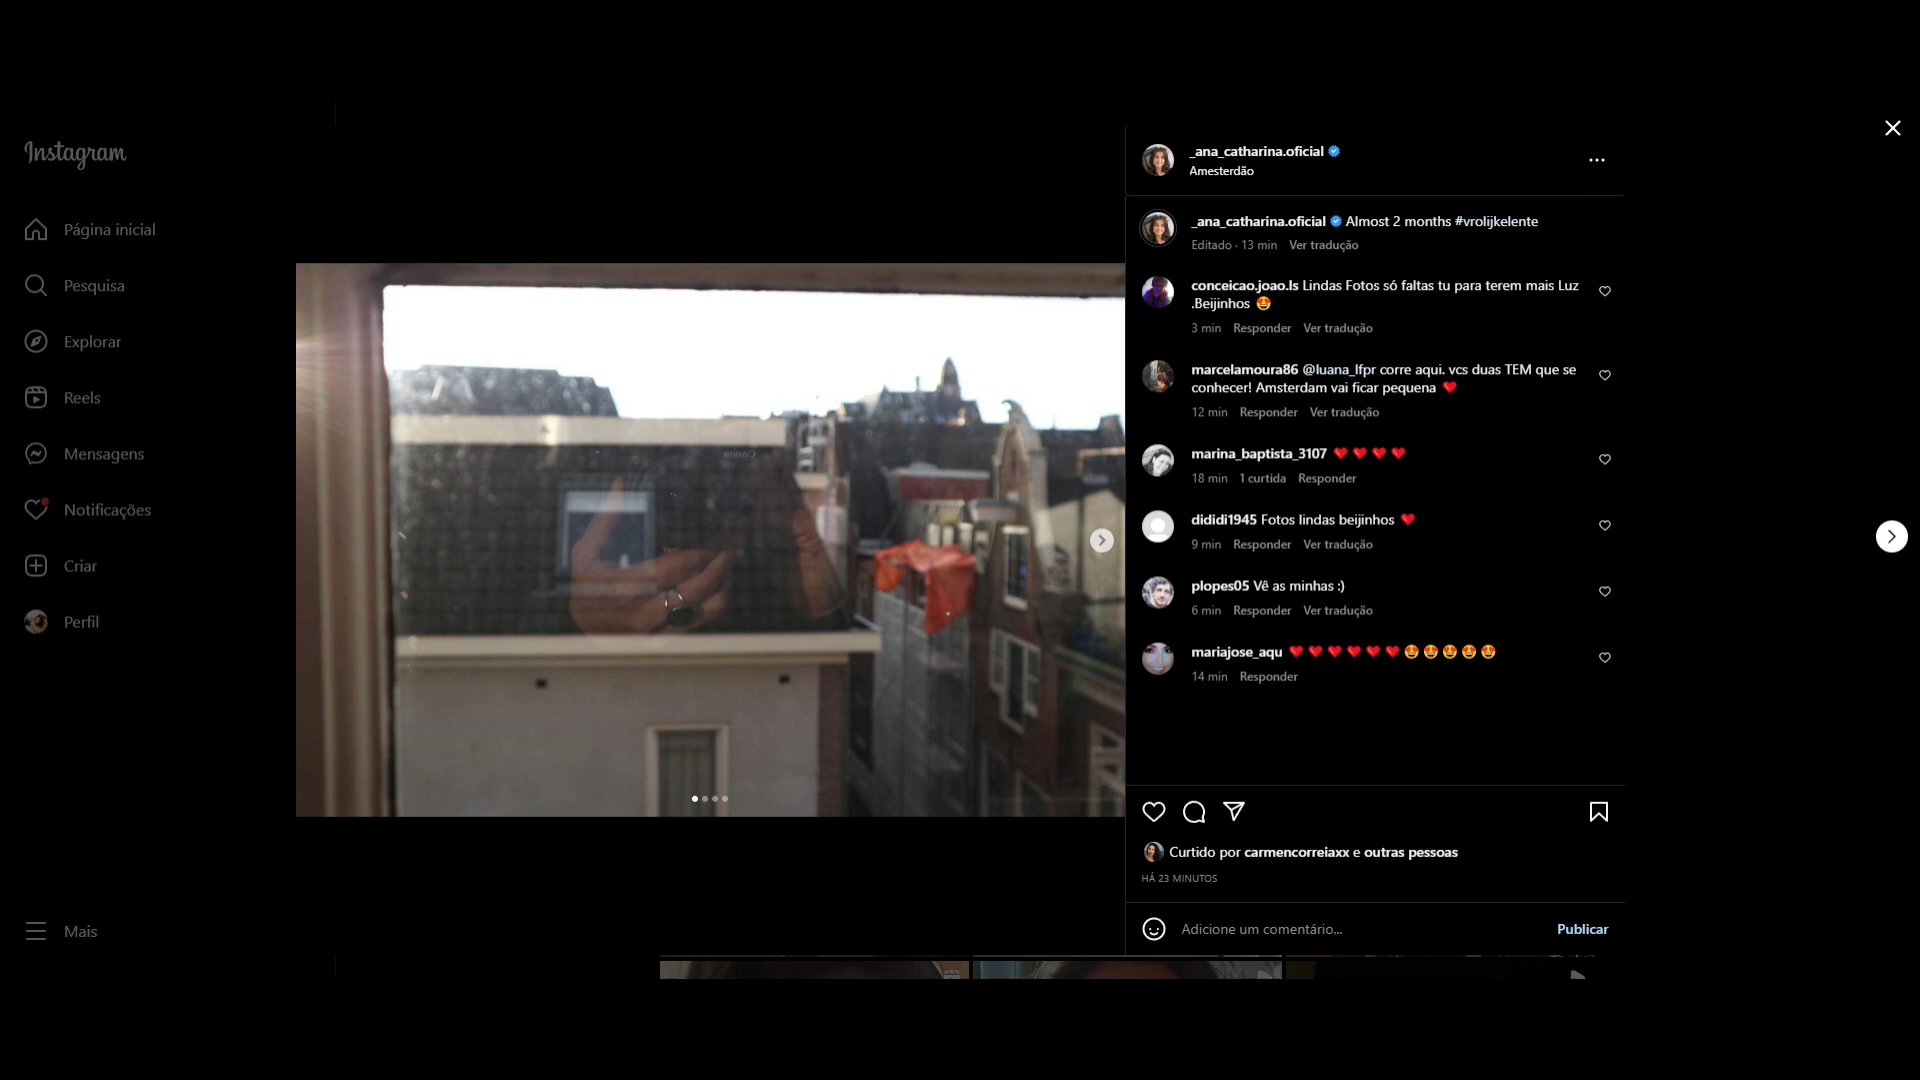 Instagram
Página inicial
Pesquisa
Explorar
Reels
Mensagens
Notificações
Criar
Perfil
Mais
Canon
_ana_catharina.oficial
Amesterdão
_ana_catharina.oficial Almost 2 months #vrolijkelente
Editado · 13 min Ver tradução
conceicao.joao.ls Lindas Fotos só faltas tu para terem mais Luz
.Beijinhos 🤩
3 min Responder Ver tradução
marcelamoura86 @luana_lfpr corre aqui. vcs duas TEM que se
conhecer! Amsterdam vai ficar pequena ❤️
12 min Responder Ver tradução
marina_baptista_3107 ❤️❤️❤️❤️
18 min 1 curtida Responder
dididi1945 Fotos lindas beijinhos ❤️
9 min Responder Ver tradução
plopes05 Vê as minhas :)
6 min Responder Ver tradução
mariajose_aqu ❤️❤️❤️❤️❤️❤️🤩🤩🤩🤩🤩
14 min Responder
Curtido por carmencorreiaxx e outras pessoas
HÁ 23 MINUTOS
Adicione um comentário...
Publicar